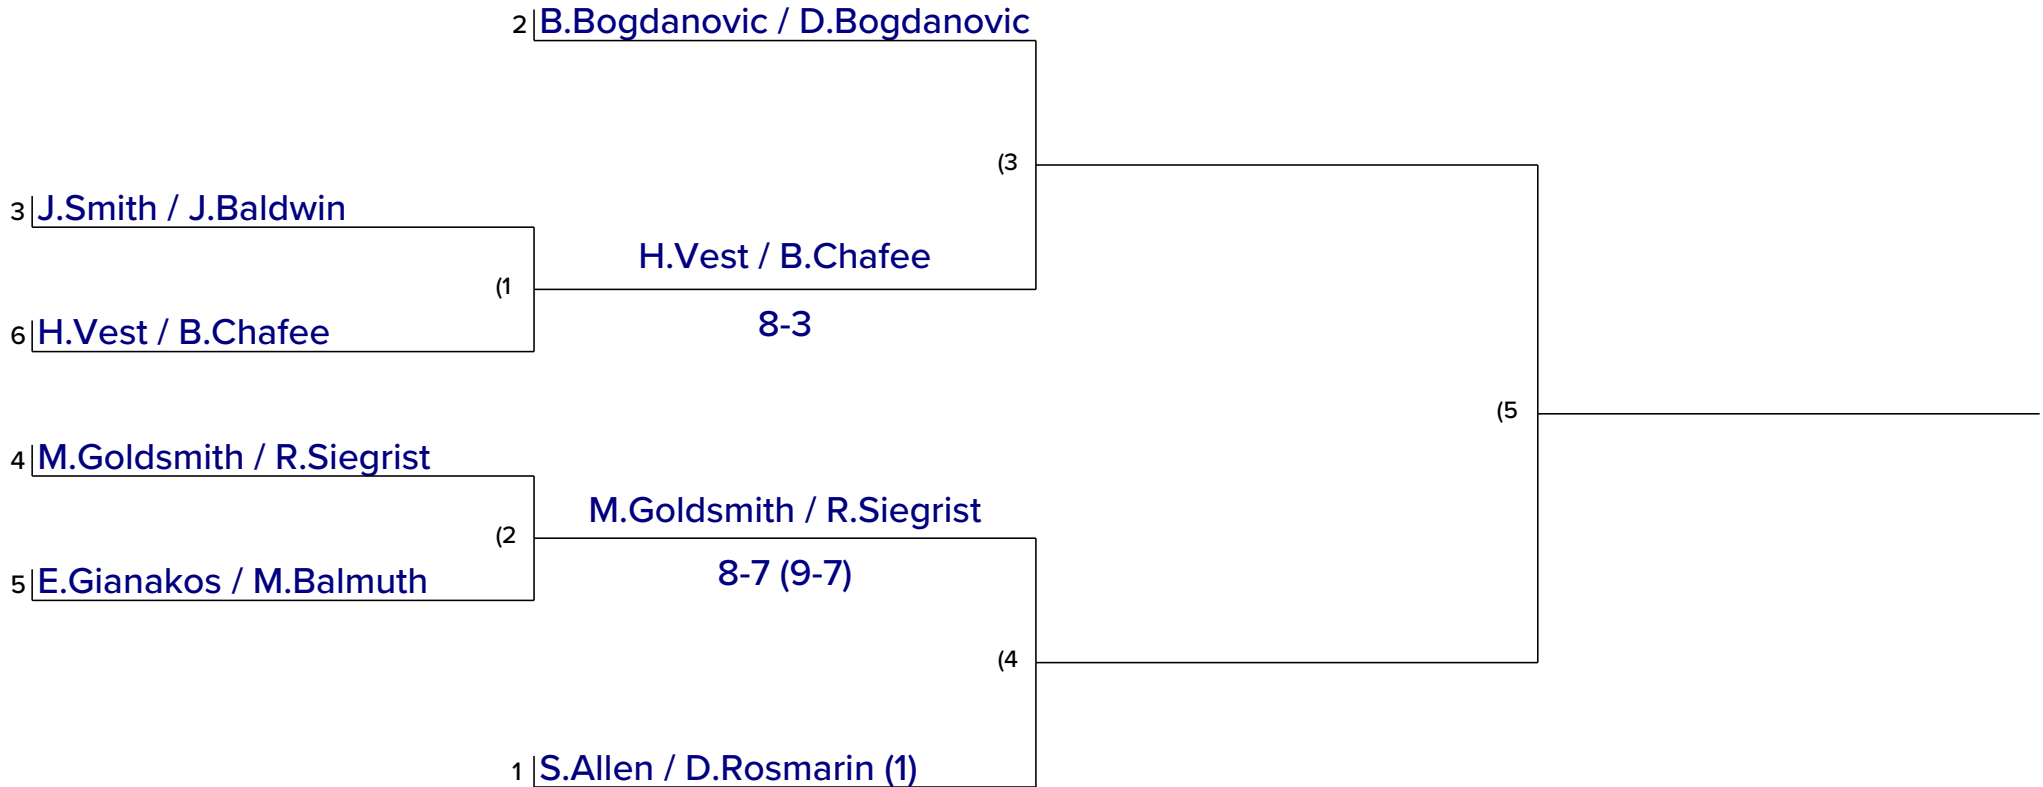 2 B.Bogdanovic / D.Bogdanovic
(3
3 J.Smith / J.Baldwin
H.Vest / B.Chafee
(1
8-3
6 H.Vest / B.Chafee
(5
4 M.Goldsmith / R.Siegrist
M.Goldsmith / R.Siegrist
(2
8-7 (9-7)
5 E.Gianakos / M.Balmuth
(4
1 S.Allen / D.Rosmarin (1)